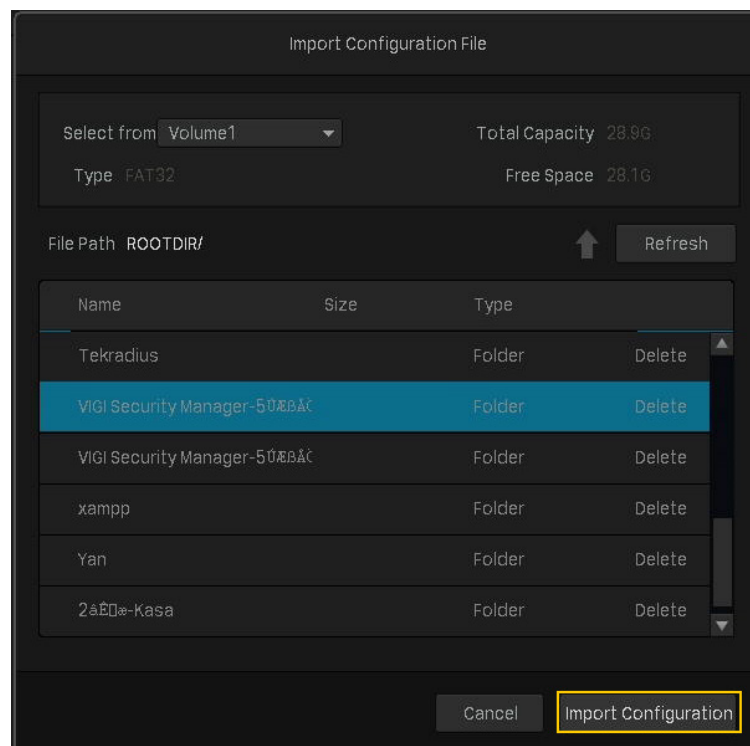 Import Configuration File
Select from Volume1 Total Capacity 28.9G
Type FAT32 Free Space 28.1G
File Path ROOTDIR/ Refresh
Name Size Type
Tekradius Folder Delete
VIGI Security Manager-5ÚÆßÅĊ Folder Delete
VIGI Security Manager-5ÚÆßÅĊ Folder Delete
xampp Folder Delete
Yan Folder Delete
-Kasa Folder Delete
Cancel Import Configuration